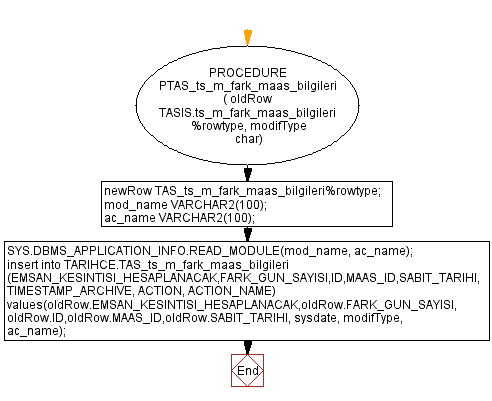 PROCEDURE
PTAS_ts_m_fark_maas_bilgileri
( oldRow
TASIS.ts_m_fark_maas_bilgileri
%rowtype, modifType
char)
newRow TAS_ts_m_fark_maas_bilgileri%rowtype;
mod_name VARCHAR2(100);
ac_name VARCHAR2(100);
SYS.DBMS_APPLICATION_INFO.READ_MODULE(mod_name, ac_name);
insert into TARIHCE.TAS_ts_m_fark_maas_bilgileri
(EMSAN_KESINTISI_HESAPLANACAK,FARK_GUN_SAYISI,ID,MAAS_ID,SABIT_TARIHI,
TIMESTAMP_ARCHIVE, ACTION, ACTION_NAME)
values(oldRow.EMSAN_KESINTISI_HESAPLANACAK,oldRow.FARK_GUN_SAYISI,
oldRow.ID,oldRow.MAAS_ID,oldRow.SABIT_TARIHI, sysdate, modifType,
ac_name);
End